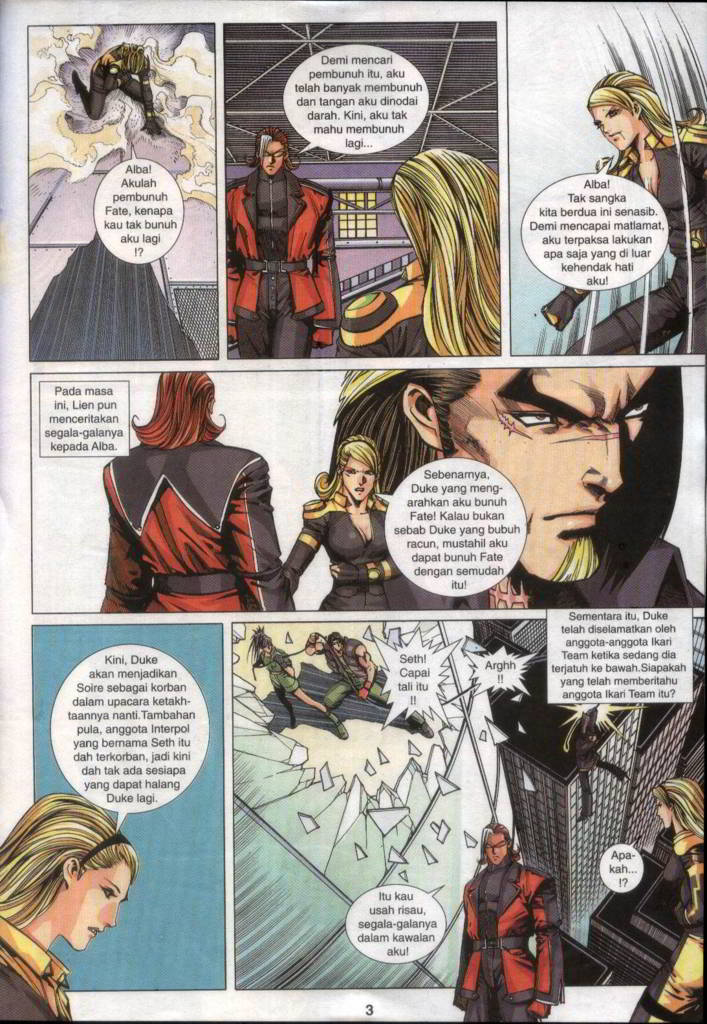 Alba!
Akulah
pembunuh
Fate, kenapa
kau tak bunuh
aku lagi
!?
Demi mencari
pembunuh itu, aku
telah banyak membunuh
dan tangan aku dinodai
darah. Kini, aku tak
mahu membunuh
lagi...
Alba!
Tak sangka
kita berdua ini senasib.
Demi mencapai matlamat,
aku terpaksa lakukan
apa saja yang di luar
kehendak hati
aku!
Pada masa
ini, Lien pun
menceritakan
segala-galanya
kepada Alba.
Sebenarnya,
Duke yang meng-
arahkan aku bunuh
Fate! Kalau bukan
sebab Duke yang bubuh
racun, mustahil aku
dapat bunuh Fate
dengan semudah
itu!
Kini, Duke
akan menjadikan
Soire sebagai korban
dalam upacara ketakh-
taannya nanti.Tambahan
pula, anggota Interpol
yang bernama Seth itu
dah terkorban, jadi kini
dah tak ada sesiapa
yang dapat halang
Duke lagi.
Seth!
Capai
tali itu
!!
Arghh
!!
Sementara itu, Duke
telah diselamatkan oleh
anggota-anggota Ikari
Team ketika sedang dia
terjatuh ke bawah.Siapakah
yang telah memberitahu
anggota Ikari Team itu?
Apa-
kah...
!?
Itu kau
usah risau,
segala-galanya
dalam kawalan
aku!
3